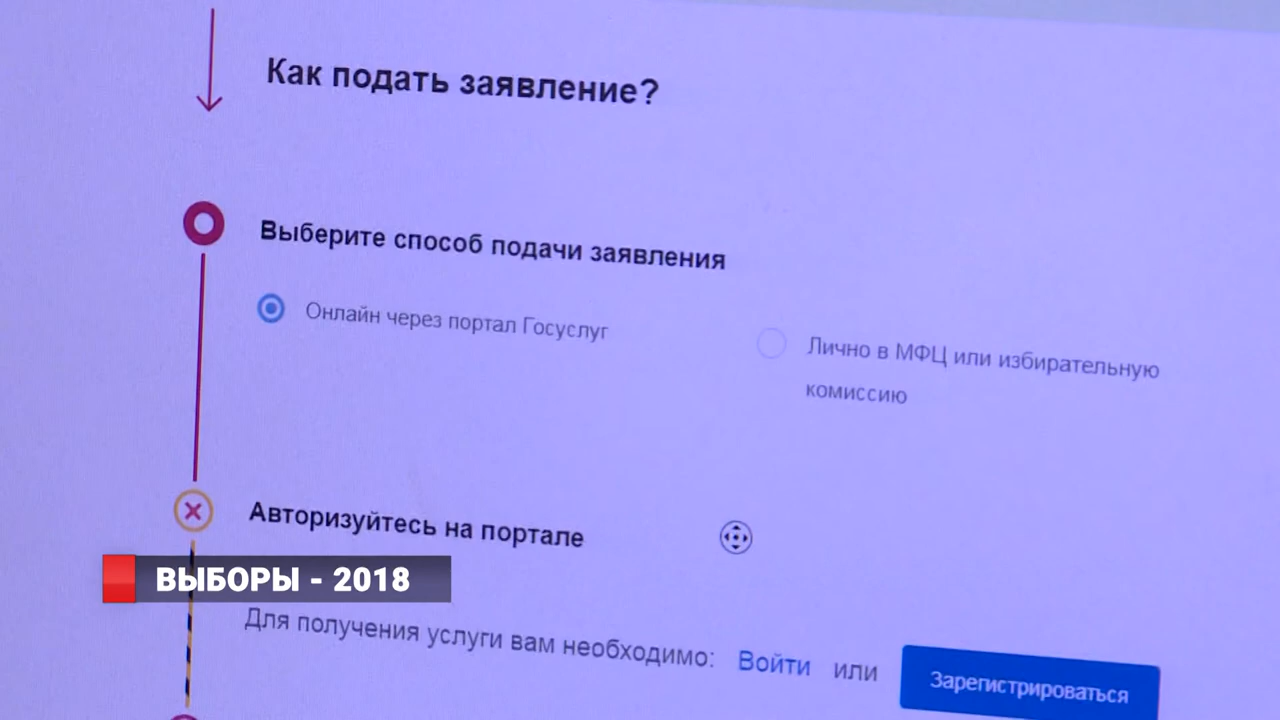 Как подать заявление?
Выберите способ подачи заявления
Онлайн через портал Госуслуг
Лично в МФЦ или избирательную
комиссию
Авторизуйтесь на портале
ВЫБОРЫ - 2018
Для получения услуги вам необходимо: Войти или Зарегистрироваться